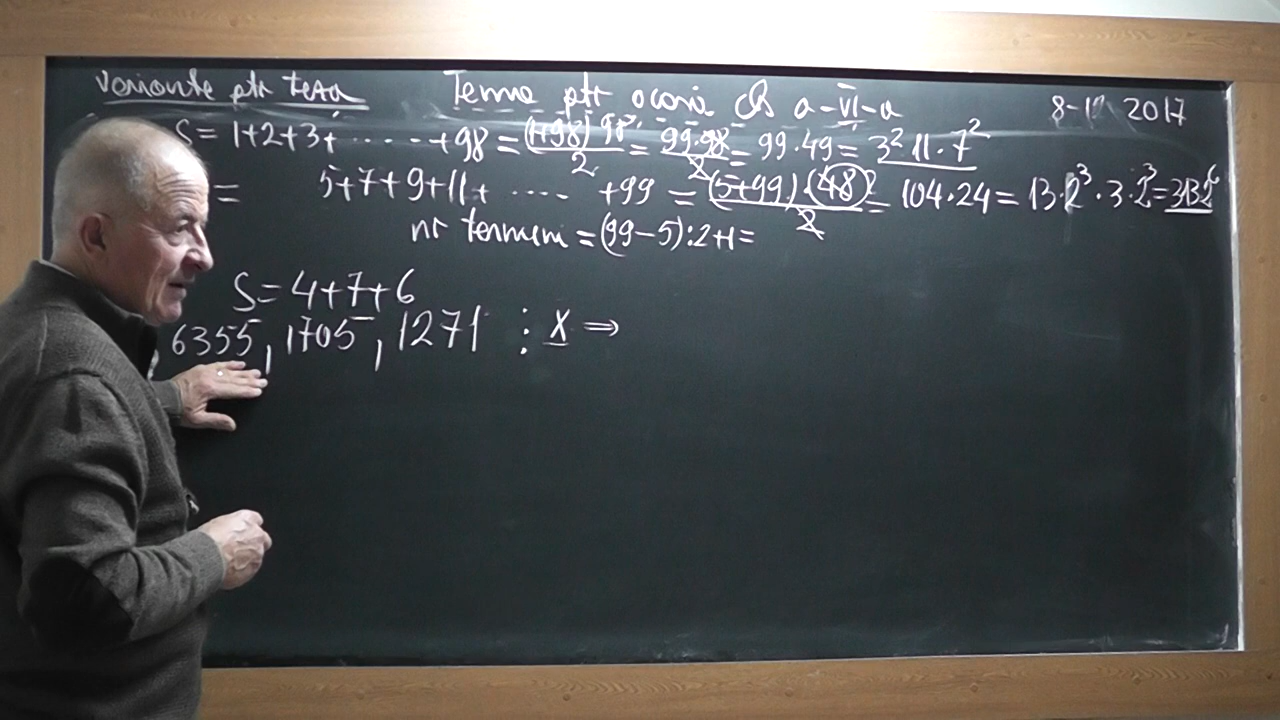 Variante ptr teza Tema ptr ocazie cls a-VI-a 8-12 2017
S= 1+2+3+ ..... +98 = (1+98) 98 / 2 = 99·98 / 2 = 99·49 = 3² 11·7²
= 5+7+9+11+ ..... +99 = (5+99)·(48) / 2 = 104·24 = 13·2³·3·2³ = 3·13·2⁶
nr termeni = (99-5):2+1=
S= 4+7+6
6355, 1705, 1271 ⋮ X ⇒